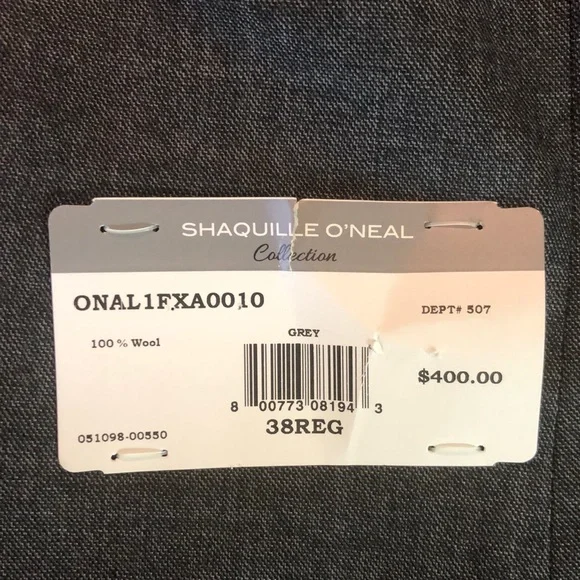 SHAQUILLE O'NEAL
Collection
ONAL1FXA0010
DEPT# 507
GREY
100 % Wool
$400.00
8 00773 08194 3
38REG
051098-00550